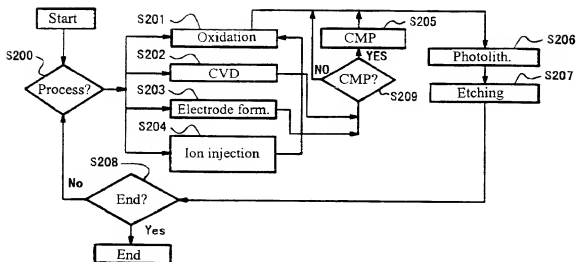 Start
S200
Process?
S201
Oxidation
S202
CVD
S203
Electrode form.
S204
Ion injection
S205
CMP
YES
NO
CMP?
S209
S206
Photolith.
S207
Etching
S208
No
End?
Yes
End